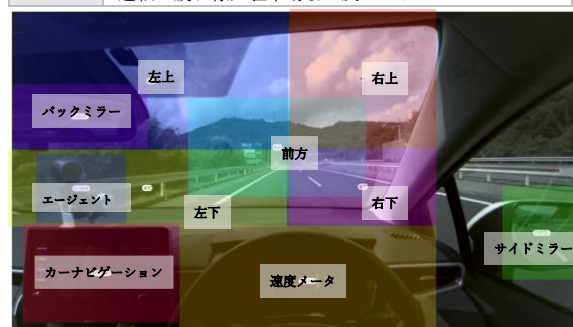 左上
右上
バックミラー
前方
エージェント
左下
右下
サイドミラー
カーナビゲーション
速度メータ